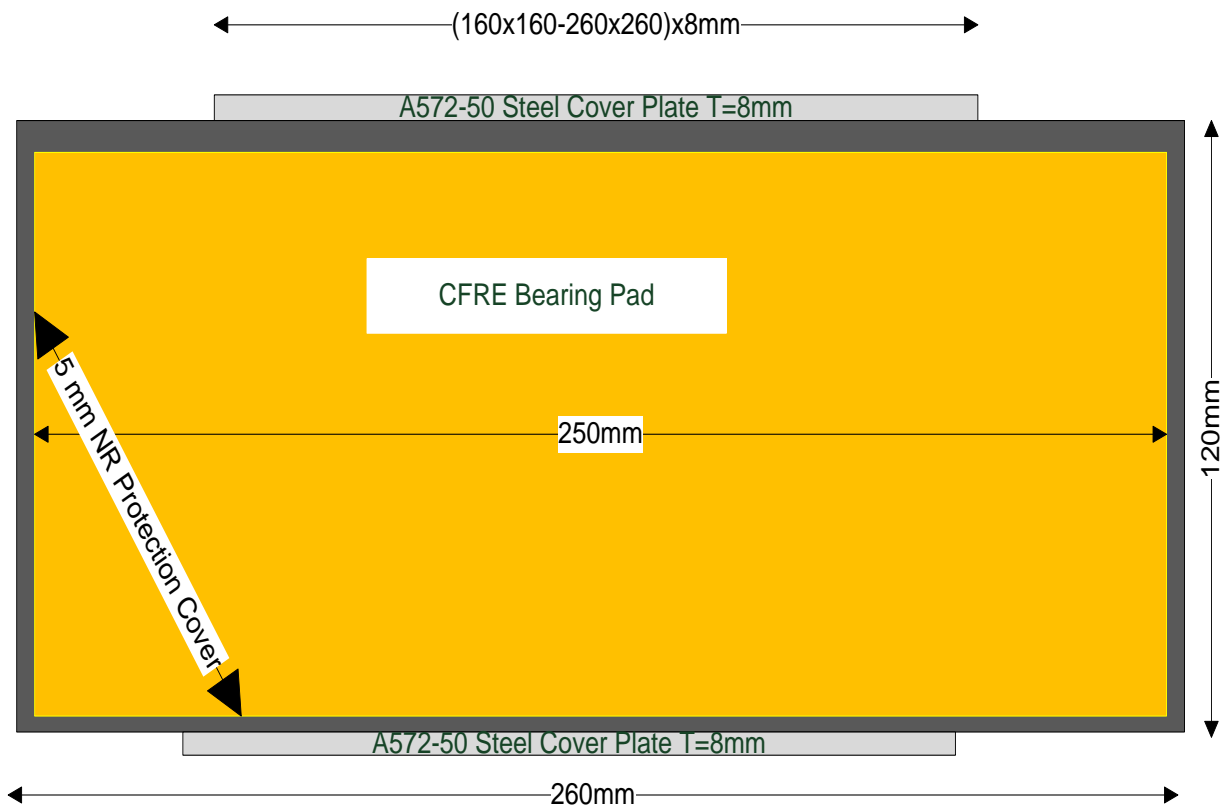 (160x160-260x260)x8mm
A572-50 Steel Cover Plate T=8mm
CFRE Bearing Pad
5 mm NR Protection Cover
250mm
120mm
A572-50 Steel Cover Plate T=8mm
260mm